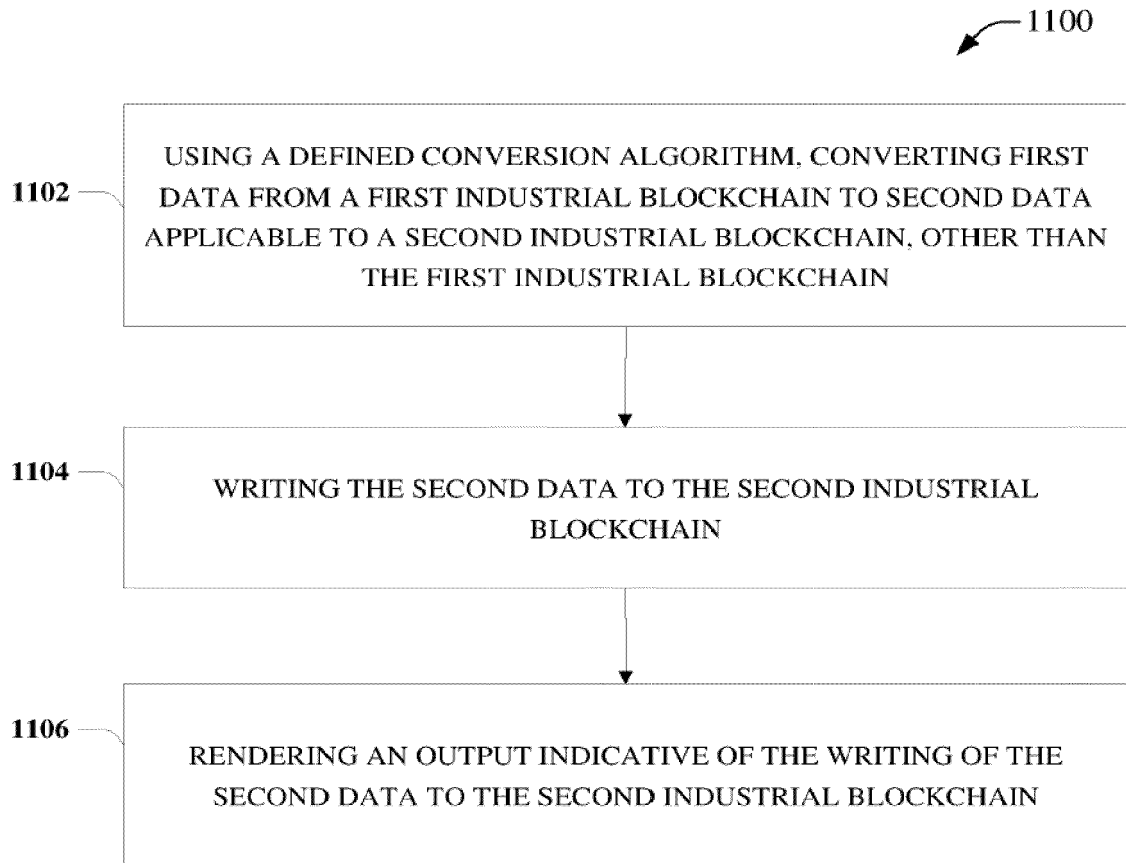 1100
1102
USING A DEFINED CONVERSION ALGORITHM, CONVERTING FIRST
DATA FROM A FIRST INDUSTRIAL BLOCKCHAIN TO SECOND DATA
APPLICABLE TO A SECOND INDUSTRIAL BLOCKCHAIN, OTHER THAN
THE FIRST INDUSTRIAL BLOCKCHAIN
1104
WRITING THE SECOND DATA TO THE SECOND INDUSTRIAL
BLOCKCHAIN
1106
RENDERING AN OUTPUT INDICATIVE OF THE WRITING OF THE
SECOND DATA TO THE SECOND INDUSTRIAL BLOCKCHAIN